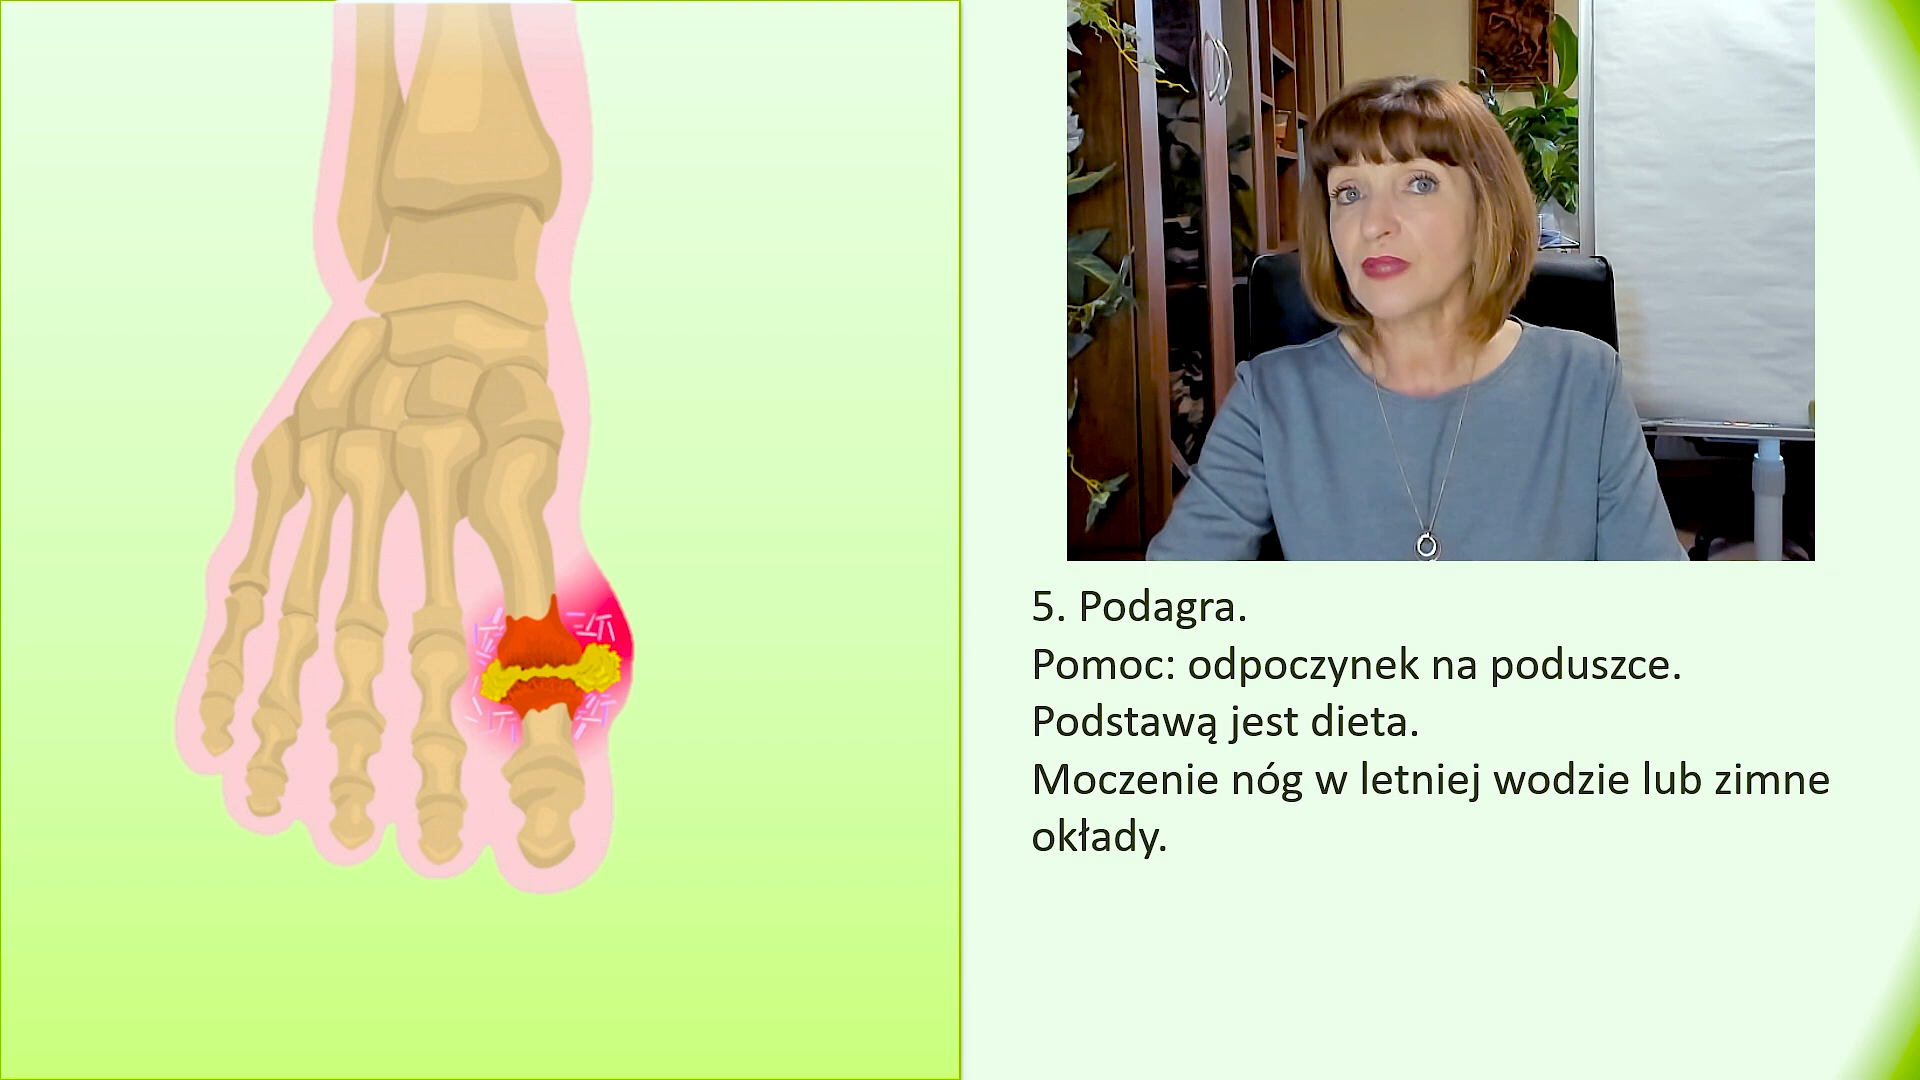 5. Podagra.
Pomoc: odpoczynek na poduszce.
Podstawą jest dieta.
Moczenie nóg w letniej wodzie lub zimne
okłady.